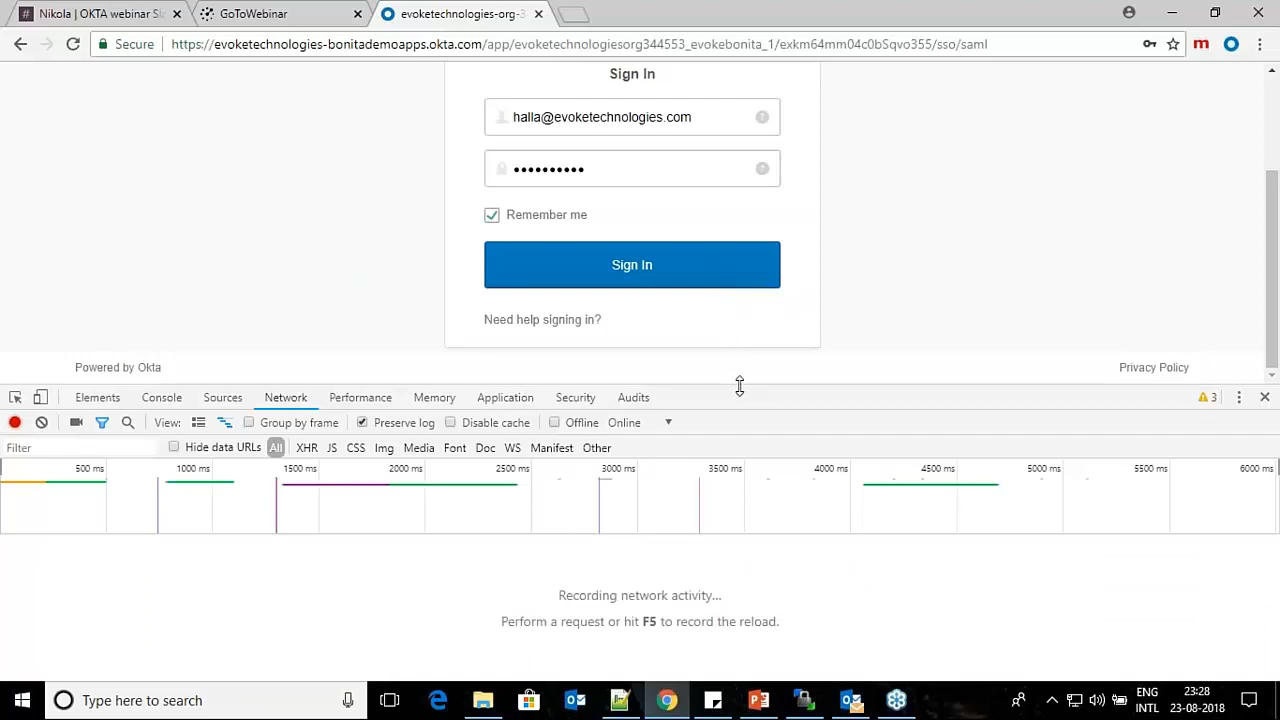 Nikola | OKTA webinar Sl
GoToWebinar
evoketechnologies-org-3
Secure
https://evoketechnologies-bonitademoapps.okta.com/app/evoketechnologiesorg344553_evokebonita_1/exkm64mm04c0bSqvo355/sso/saml
Sign In
halla@evoketechnologies.com
••••••••••
Remember me
Sign In
Need help signing in?
Powered by Okta
Privacy Policy
Elements Console Sources Network Performance Memory Application Security Audits 3
View: Group by frame Preserve log Disable cache Offline Online
Filter Hide data URLs All XHR JS CSS Img Media Font Doc WS Manifest Other
500 ms 1000 ms 1500 ms 2000 ms 2500 ms 3000 ms 3500 ms 4000 ms 4500 ms 5000 ms 5500 ms 6000 ms
Recording network activity…
Perform a request or hit F5 to record the reload.
Type here to search
ENG
INTL
23:28
23-08-2018